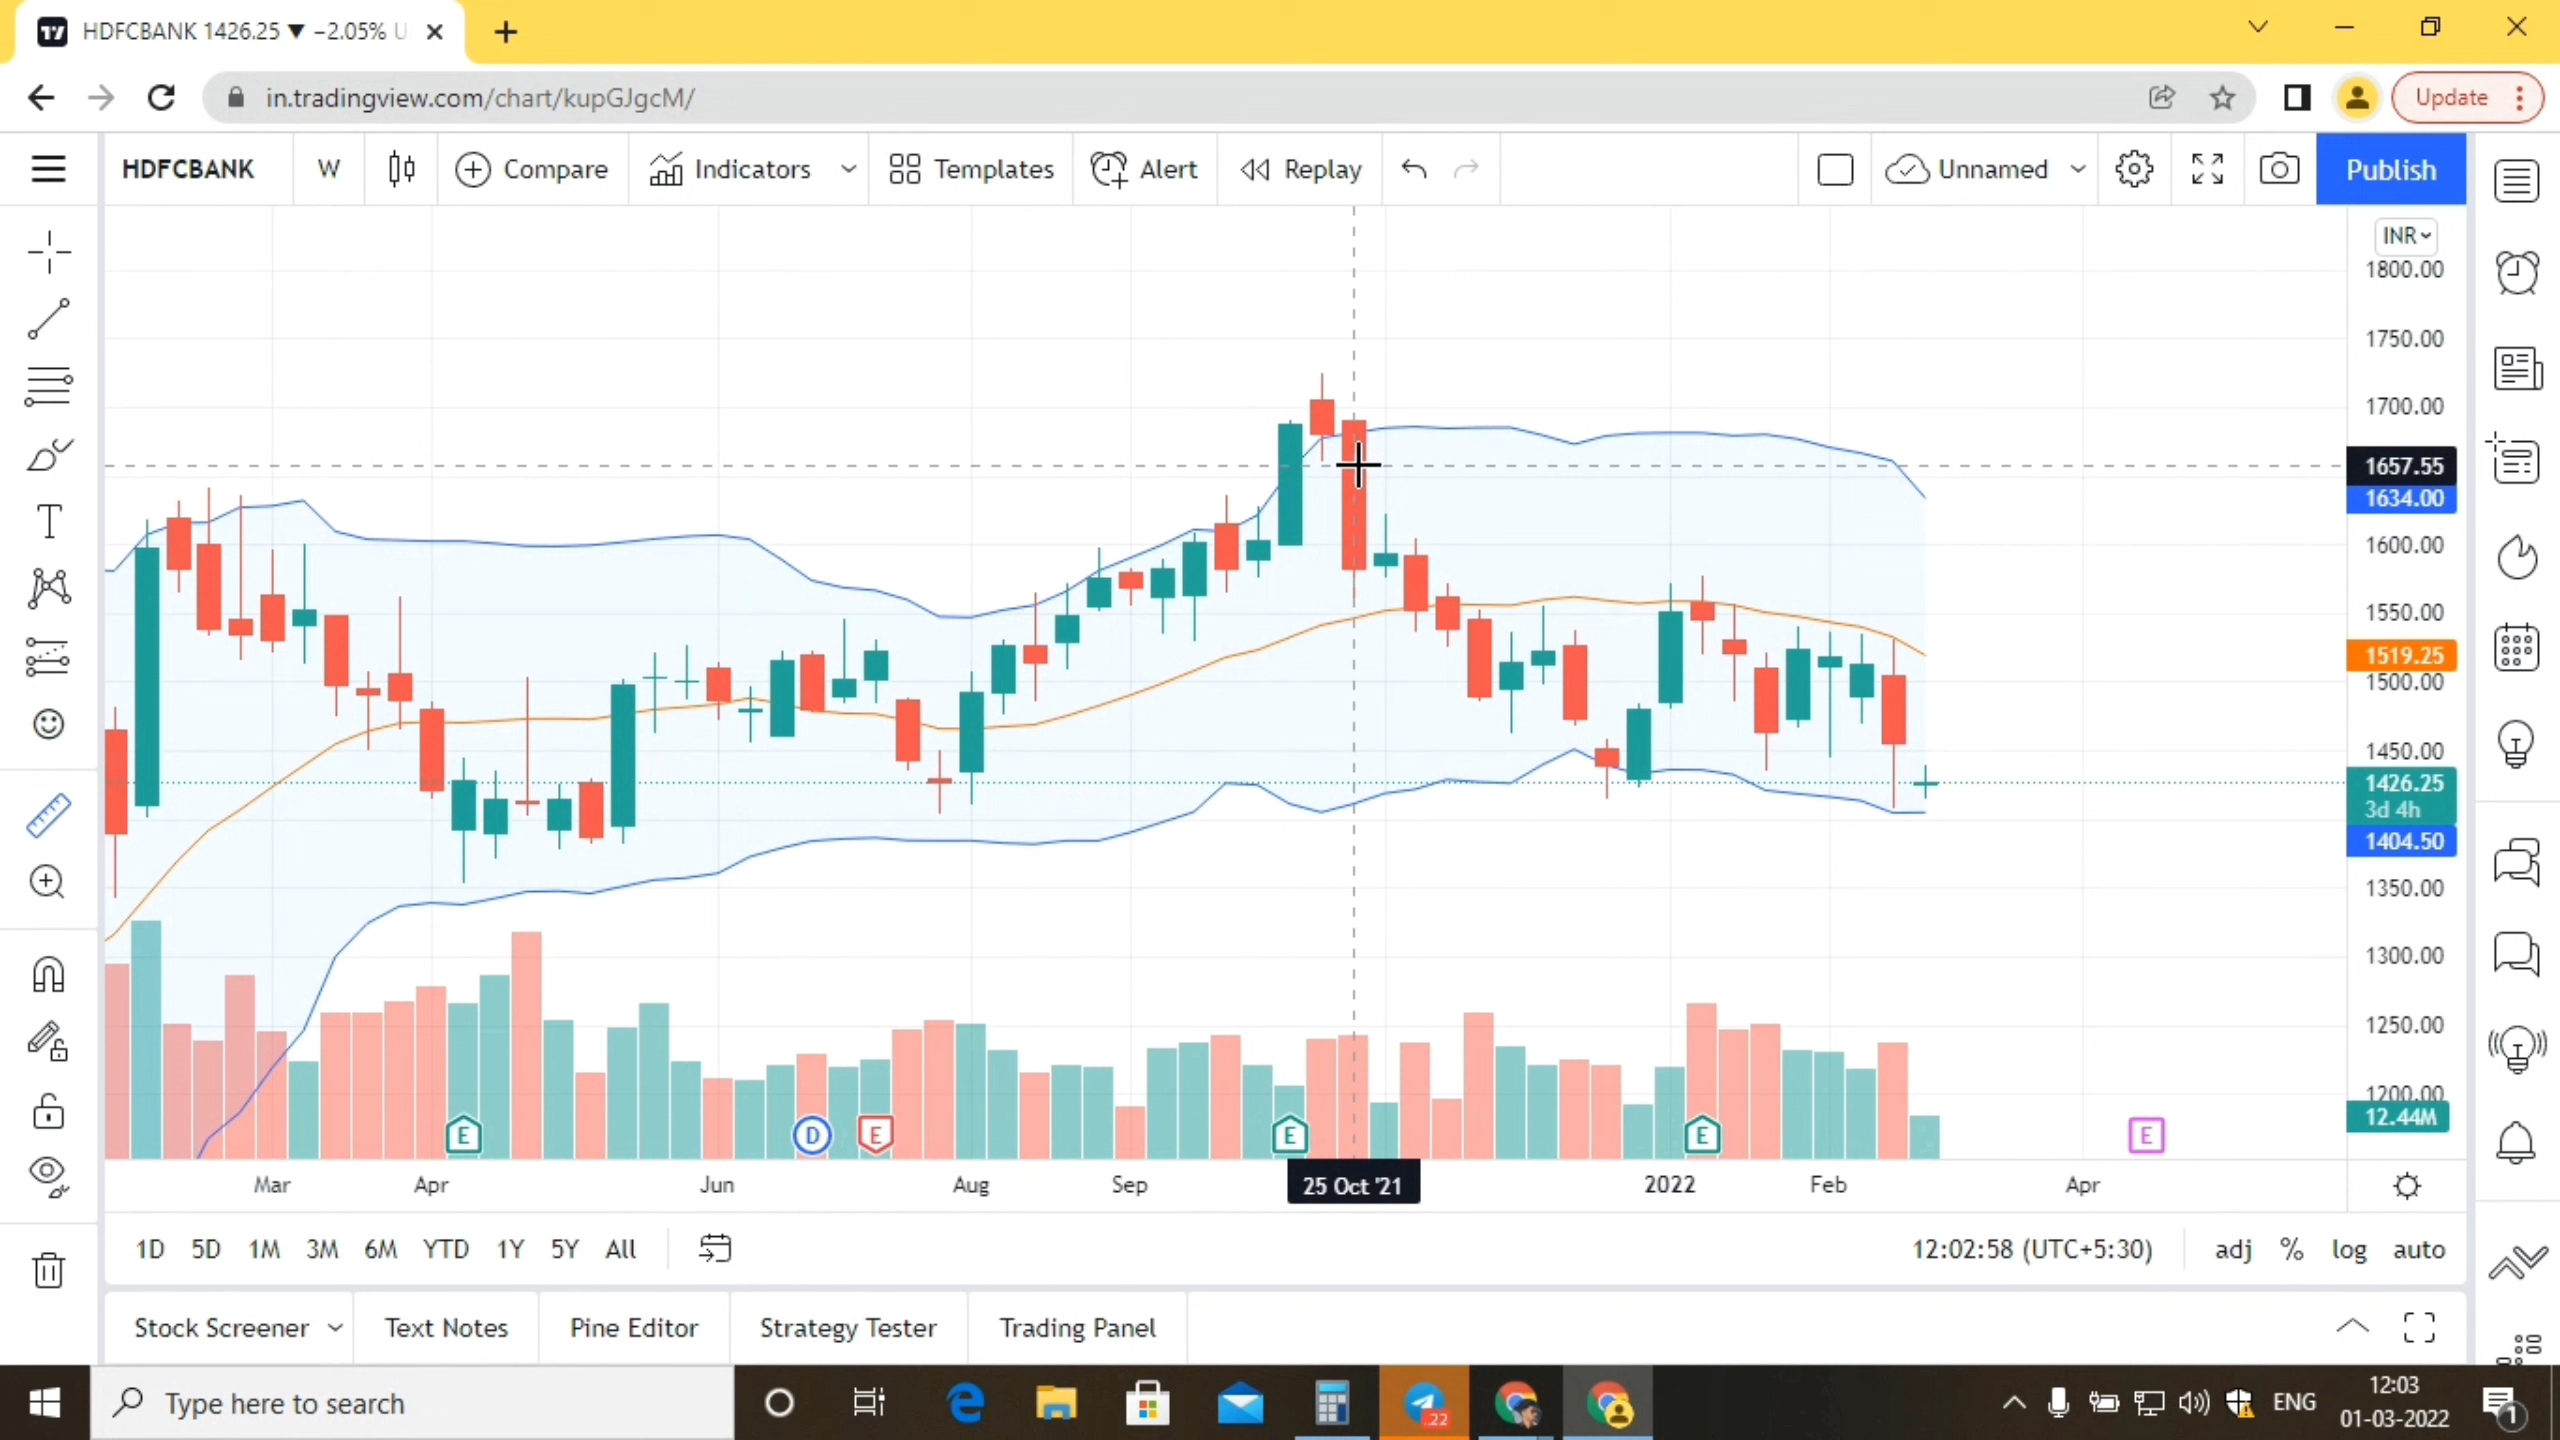 HDFCBANK 1426.25 ▼ −2.05% U
in.tradingview.com/chart/kupGJgcM/
Update
HDFCBANK W Compare Indicators Templates Alert Replay Unnamed Publish
INR
1800.00
1750.00
1700.00
1657.55
1634.00
1600.00
1550.00
1519.25
1500.00
1450.00
1426.25
3d 4h
1404.50
1350.00
1300.00
1250.00
1200.00
12.44M
E D E E E E
Mar Apr Jun Aug Sep 25 Oct '21 2022 Feb Apr
1D 5D 1M 3M 6M YTD 1Y 5Y All 12:02:58 (UTC+5:30) adj % log auto
Stock Screener Text Notes Pine Editor Strategy Tester Trading Panel
Type here to search 22 ENG 12:03
01-03-2022 1